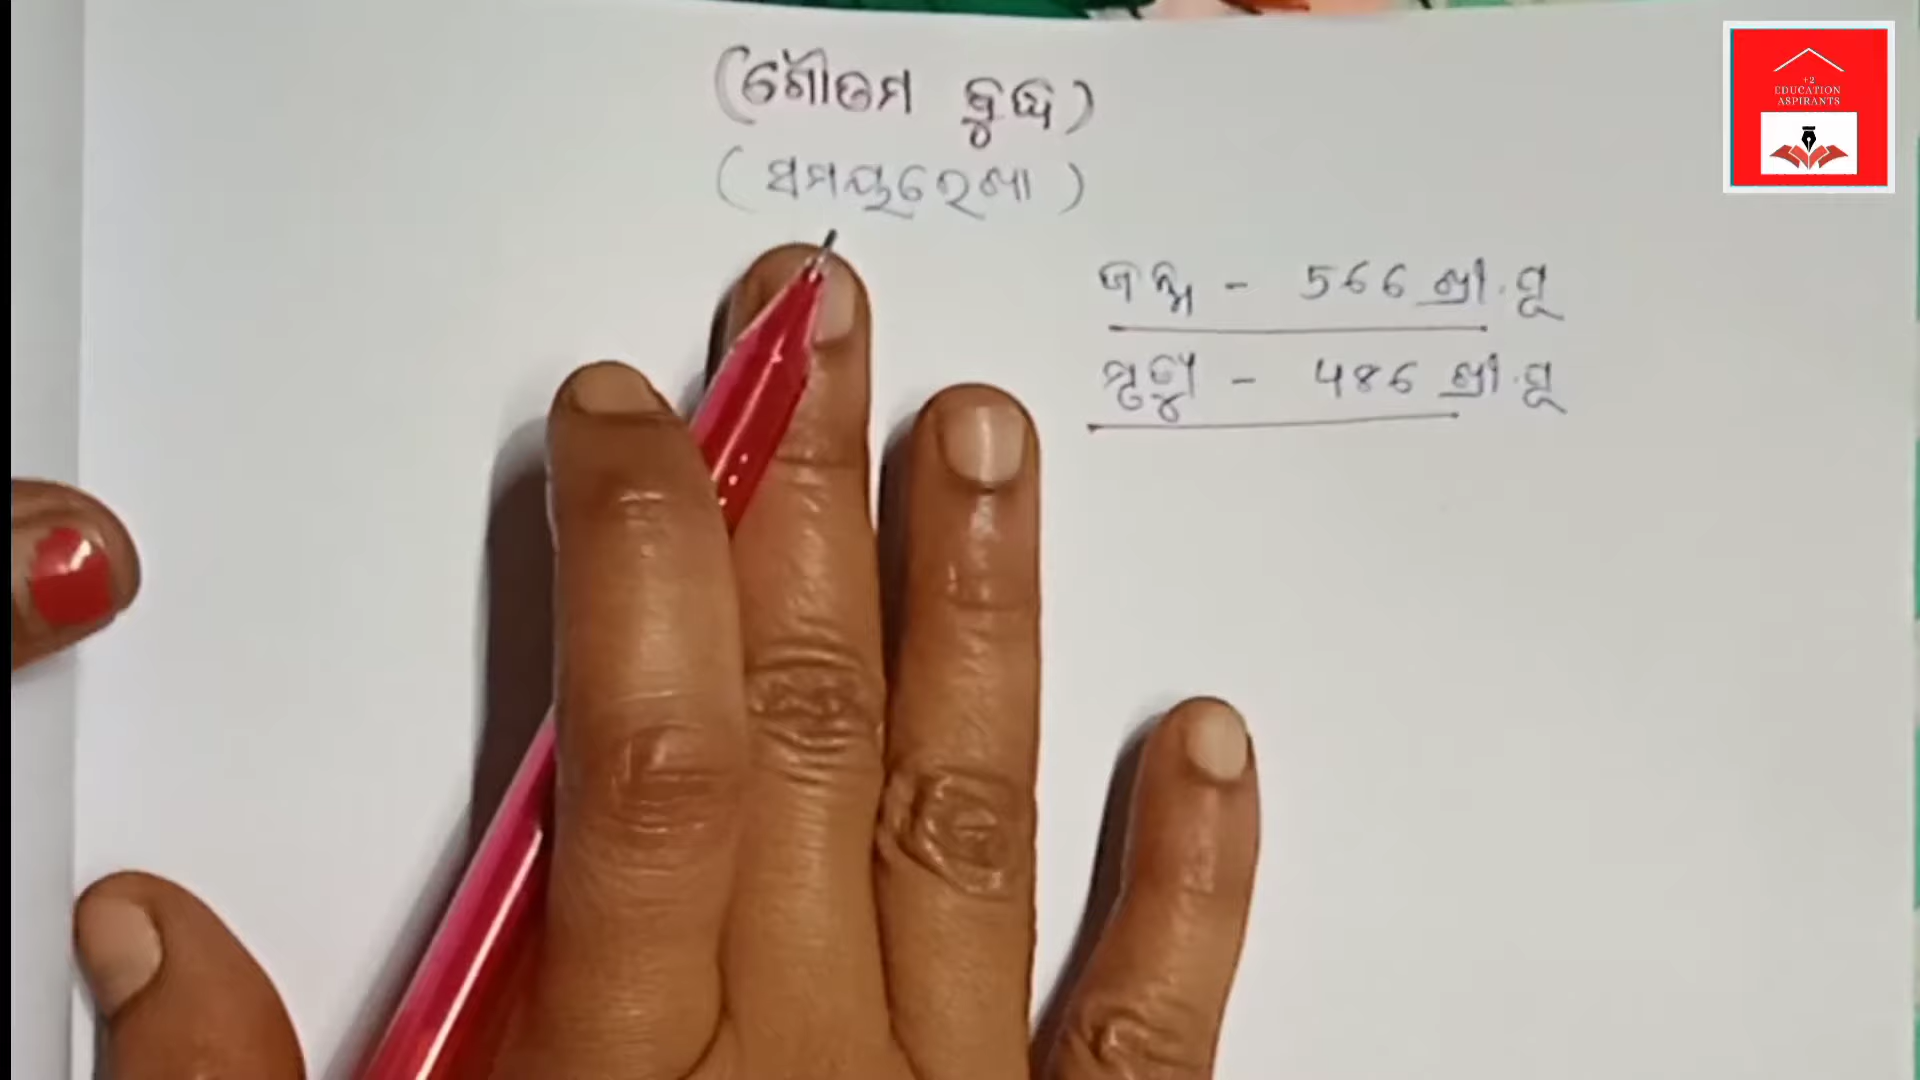 (ଗୌତମ ବୁଦ୍ଧ)
(ସମୟରେଖା)
ଜନ୍ମ - 566 ଖ୍ରୀ.ପୂ
ମୃତ୍ୟୁ - 486 ଖ୍ରୀ.ପୂ
+2
EDUCATION
ASPIRANTS